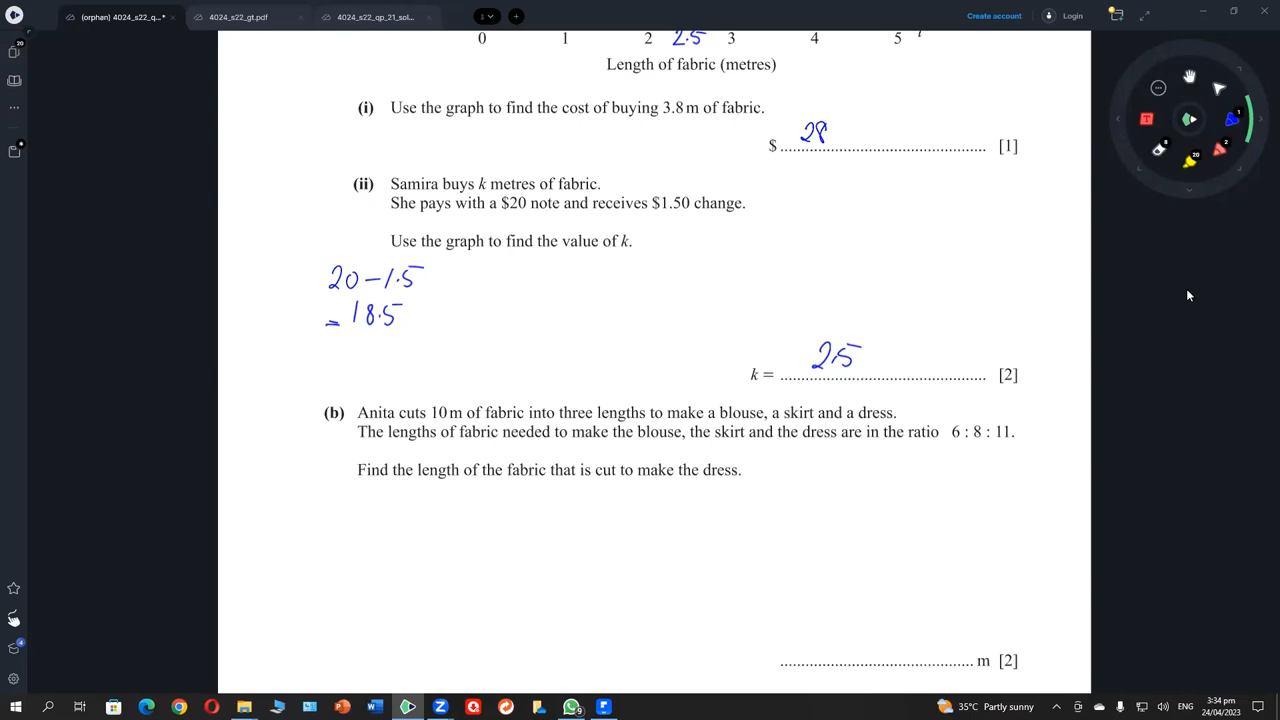 (orphan) 4024_s22_q...*
4024_s22_gt.pdf
4024_s22_qp_21_sol...
3
Create account
Login
0 1 2 2.5 3 4 5
Length of fabric (metres)
(i) Use the graph to find the cost of buying 3.8 m of fabric.
$ 28 [1]
(ii) Samira buys k metres of fabric.
She pays with a $20 note and receives $1.50 change.
Use the graph to find the value of k.
20 - 1.5
= 18.5
k = 2.5 [2]
(b) Anita cuts 10 m of fabric into three lengths to make a blouse, a skirt and a dress.
The lengths of fabric needed to make the blouse, the skirt and the dress are in the ratio 6 : 8 : 11.
Find the length of the fabric that is cut to make the dress.
m [2]
35°C Partly sunny
ENG
3:34 pm
24/04/2023